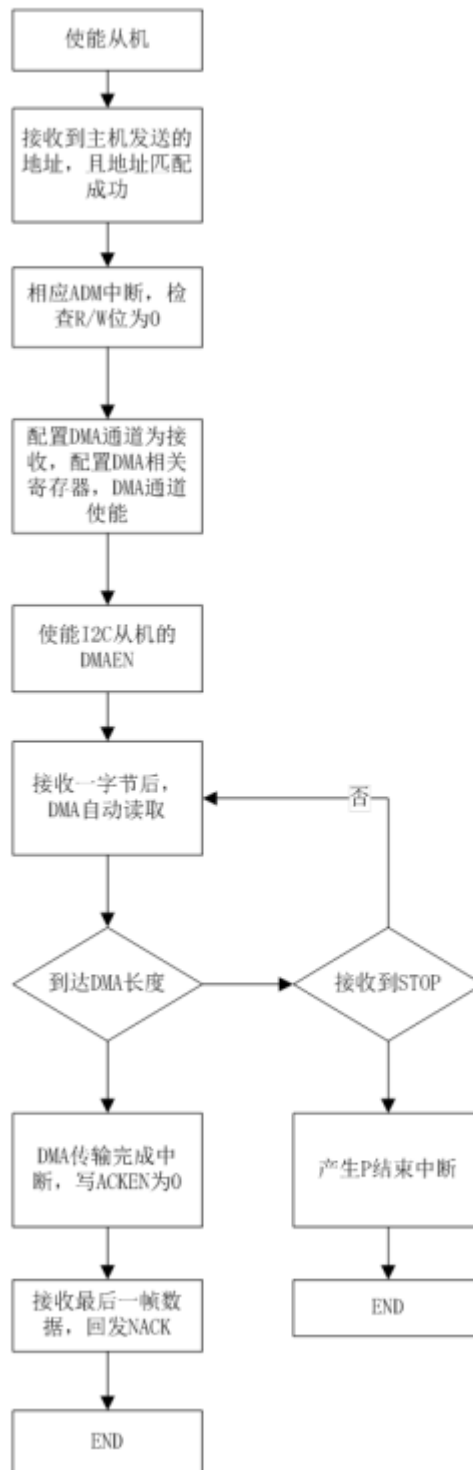 使能从机
接收到主机发送的
地址，且地址匹配
成功
相应ADM中断，检
查R/W位为0
配置DMA通道为接
收，配置DMA相关
寄存器，DMA通道
使能
使能I2C从机的
DMAEN
接收一字节后，
DMA自动读取
否
到达DMA长度
接收到STOP
DMA传输完成中
断，写ACKEN为0
产生P结束中断
接收最后一帧数
据，回发NACK
END
END